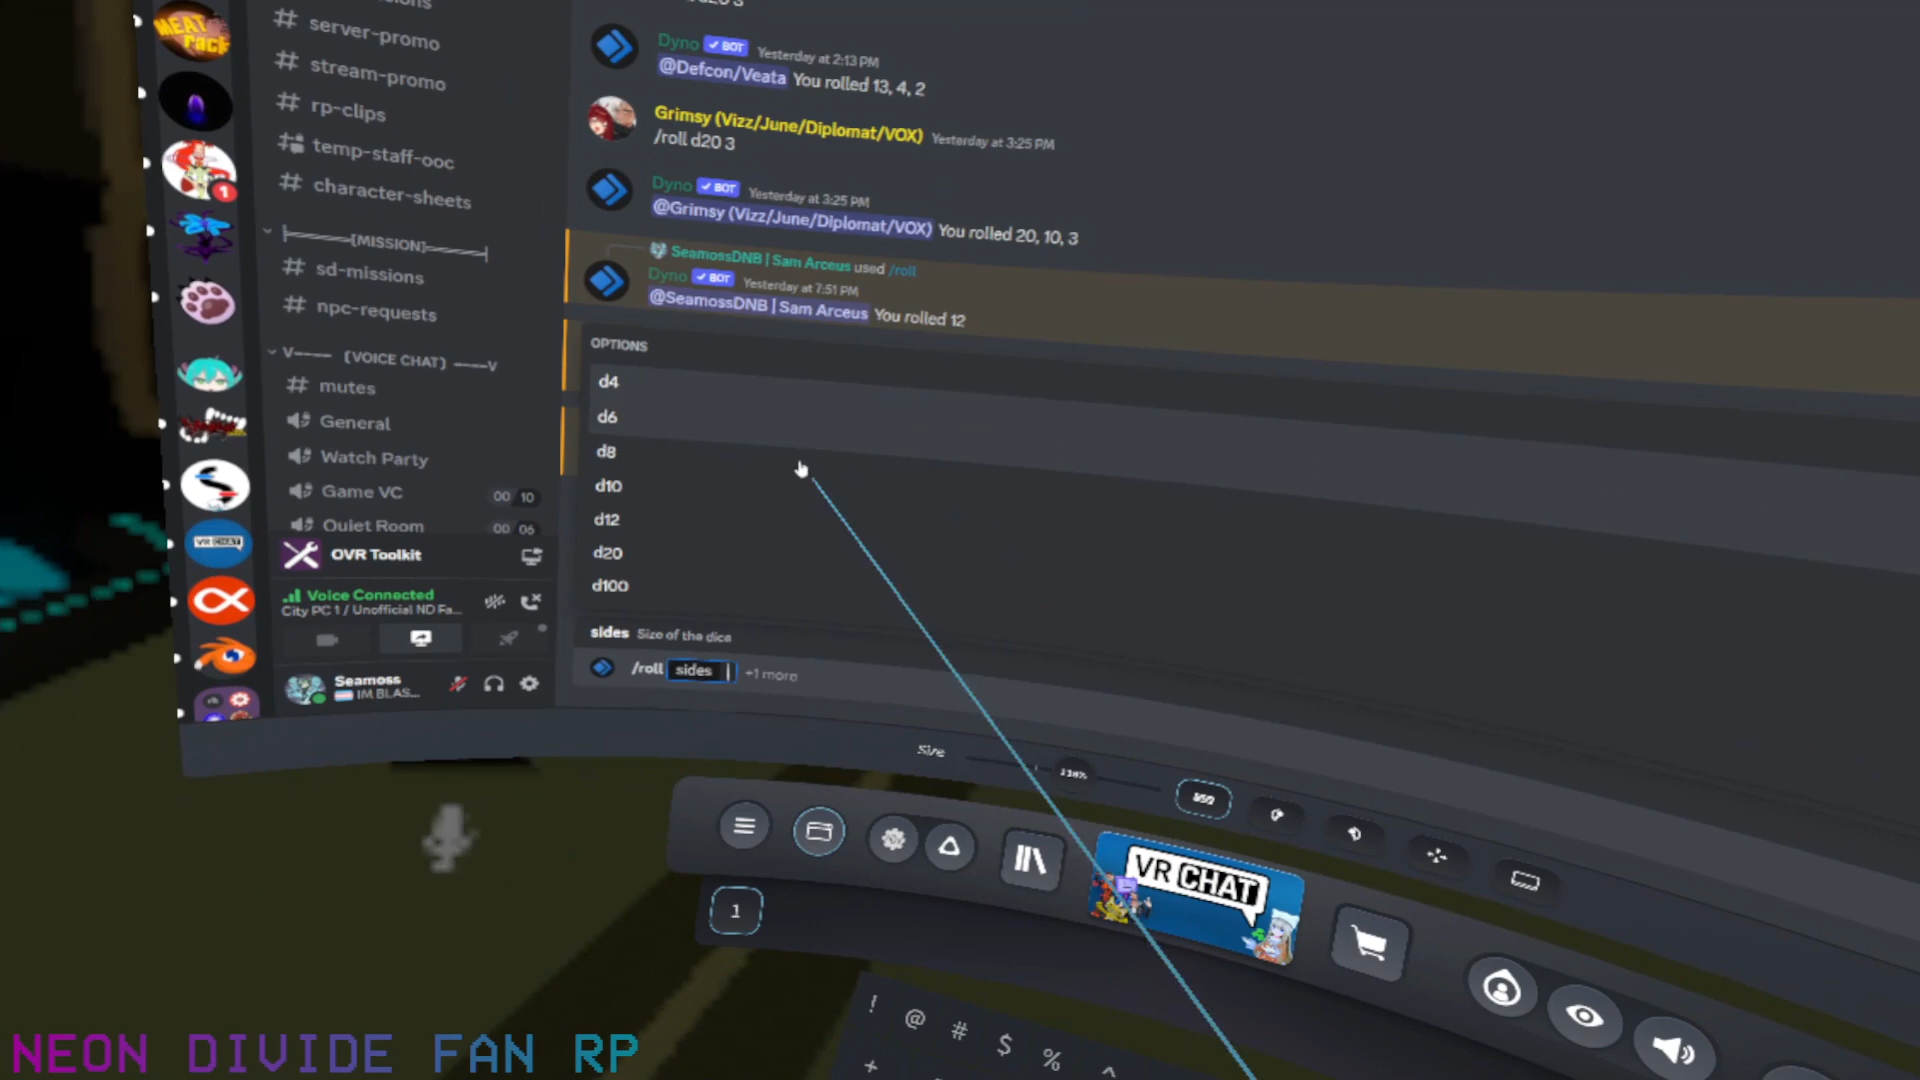 MEAT
server-promo
stream-promo
rp-clips
temp-staff-ooc
character-sheets
[MISSION]
sd-missions
npc-requests
V---- (VOICE CHAT) ----V
mutes
General
Watch Party
Game VC 00 10
Quiet Room 00 06
OVR Toolkit
Voice Connected
City PC 1 / Unofficial ND Fa...
Seamoss
IM BLAS...
1
VR CHAT
Dyno ✓ BOT Yesterday at 2:13 PM
@Defcon/Veata You rolled 13, 4, 2
Grimsy (Vizz/June/Diplomat/VOX) Yesterday at 3:25 PM
/roll d20 3
Dyno ✓ BOT Yesterday at 3:25 PM
@Grimsy (Vizz/June/Diplomat/VOX) You rolled 20, 10, 3
SeamossDNB | Sam Arceus used /roll
Dyno ✓ BOT Yesterday at 7:51 PM
@SeamossDNB | Sam Arceus You rolled 12
OPTIONS
d4
d6
d8
d10
d12
d20
d100
sides Size of the dice
/roll sides +1 more
Size
VR CHAT
1
! @ # $ % ^
+
NEON DIVIDE FAN RP